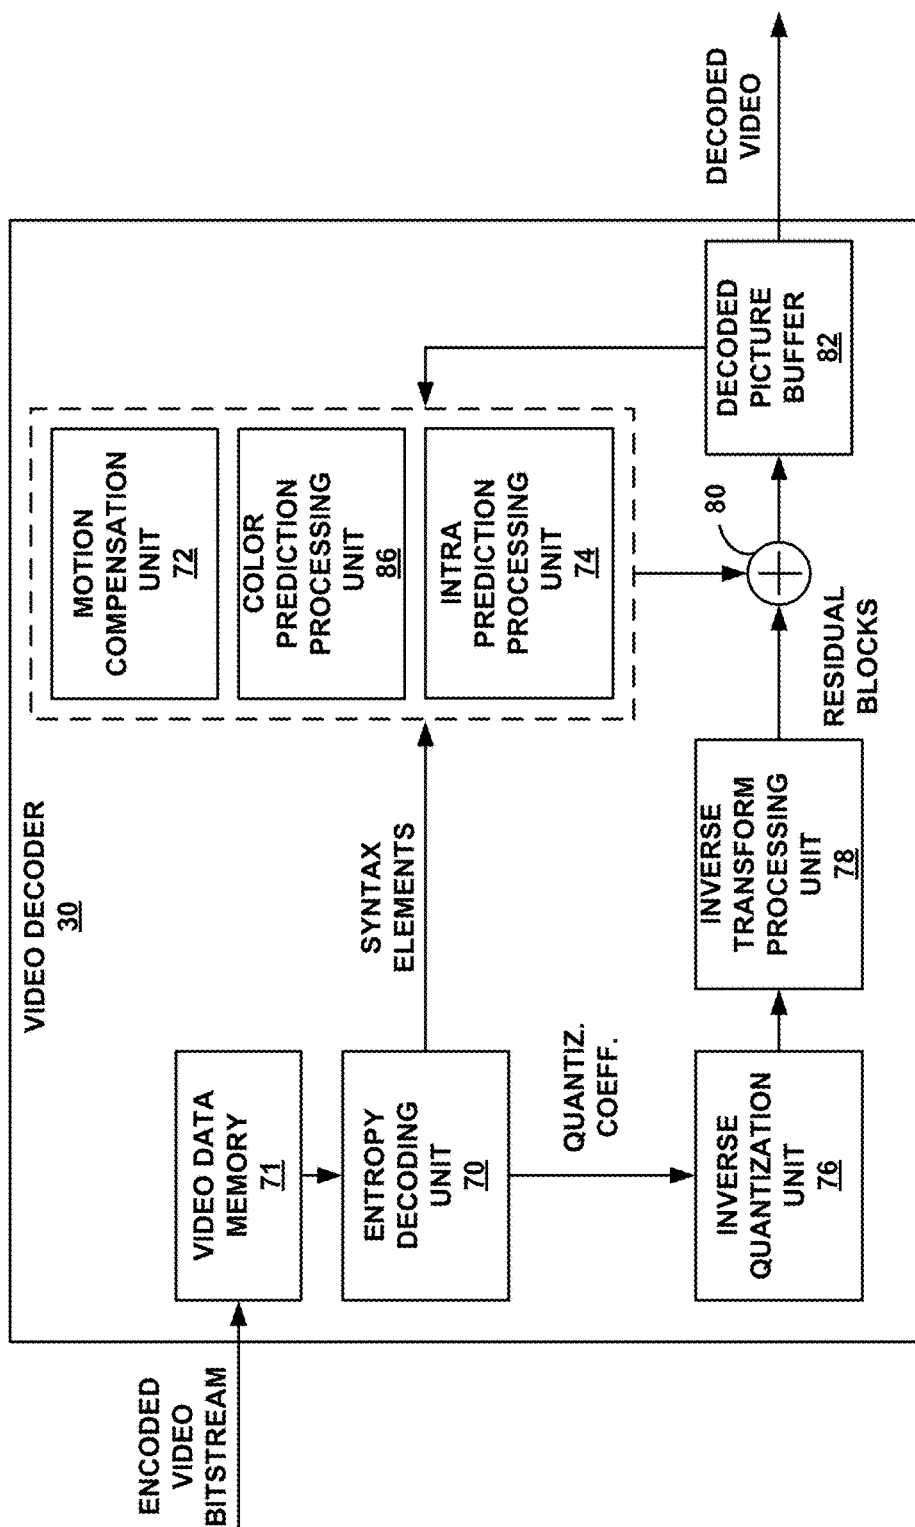 VIDEO DECODER
30
ENCODED
VIDEO
BITSTREAM
VIDEO DATA
MEMORY
71
ENTROPY
DECODING
UNIT
70
SYNTAX
ELEMENTS
QUANTIZ.
COEFF.
MOTION
COMPENSATION
UNIT
72
COLOR
PREDICTION
PROCESSING
UNIT
86
INTRA
PREDICTION
PROCESSING
UNIT
74
INVERSE
QUANTIZATION
UNIT
76
INVERSE
TRANSFORM
PROCESSING
UNIT
78
RESIDUAL
BLOCKS
80
DECODED
PICTURE
BUFFER
82
DECODED
VIDEO